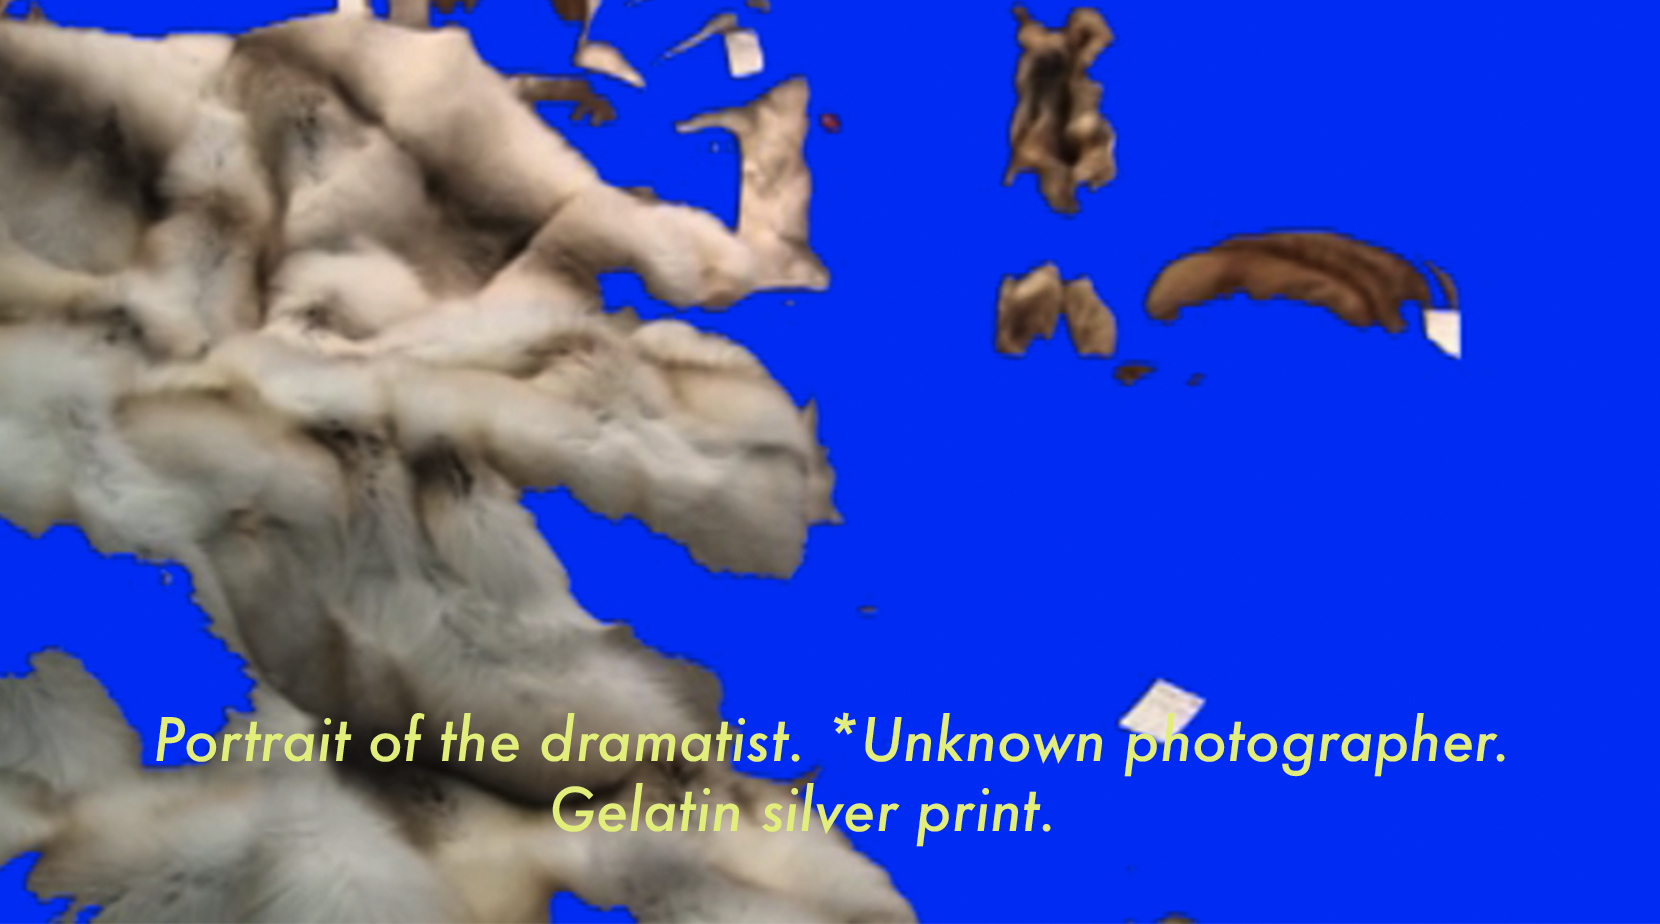 Portrait of the dramatist. *Unknown photographer.
Gelatin silver print.